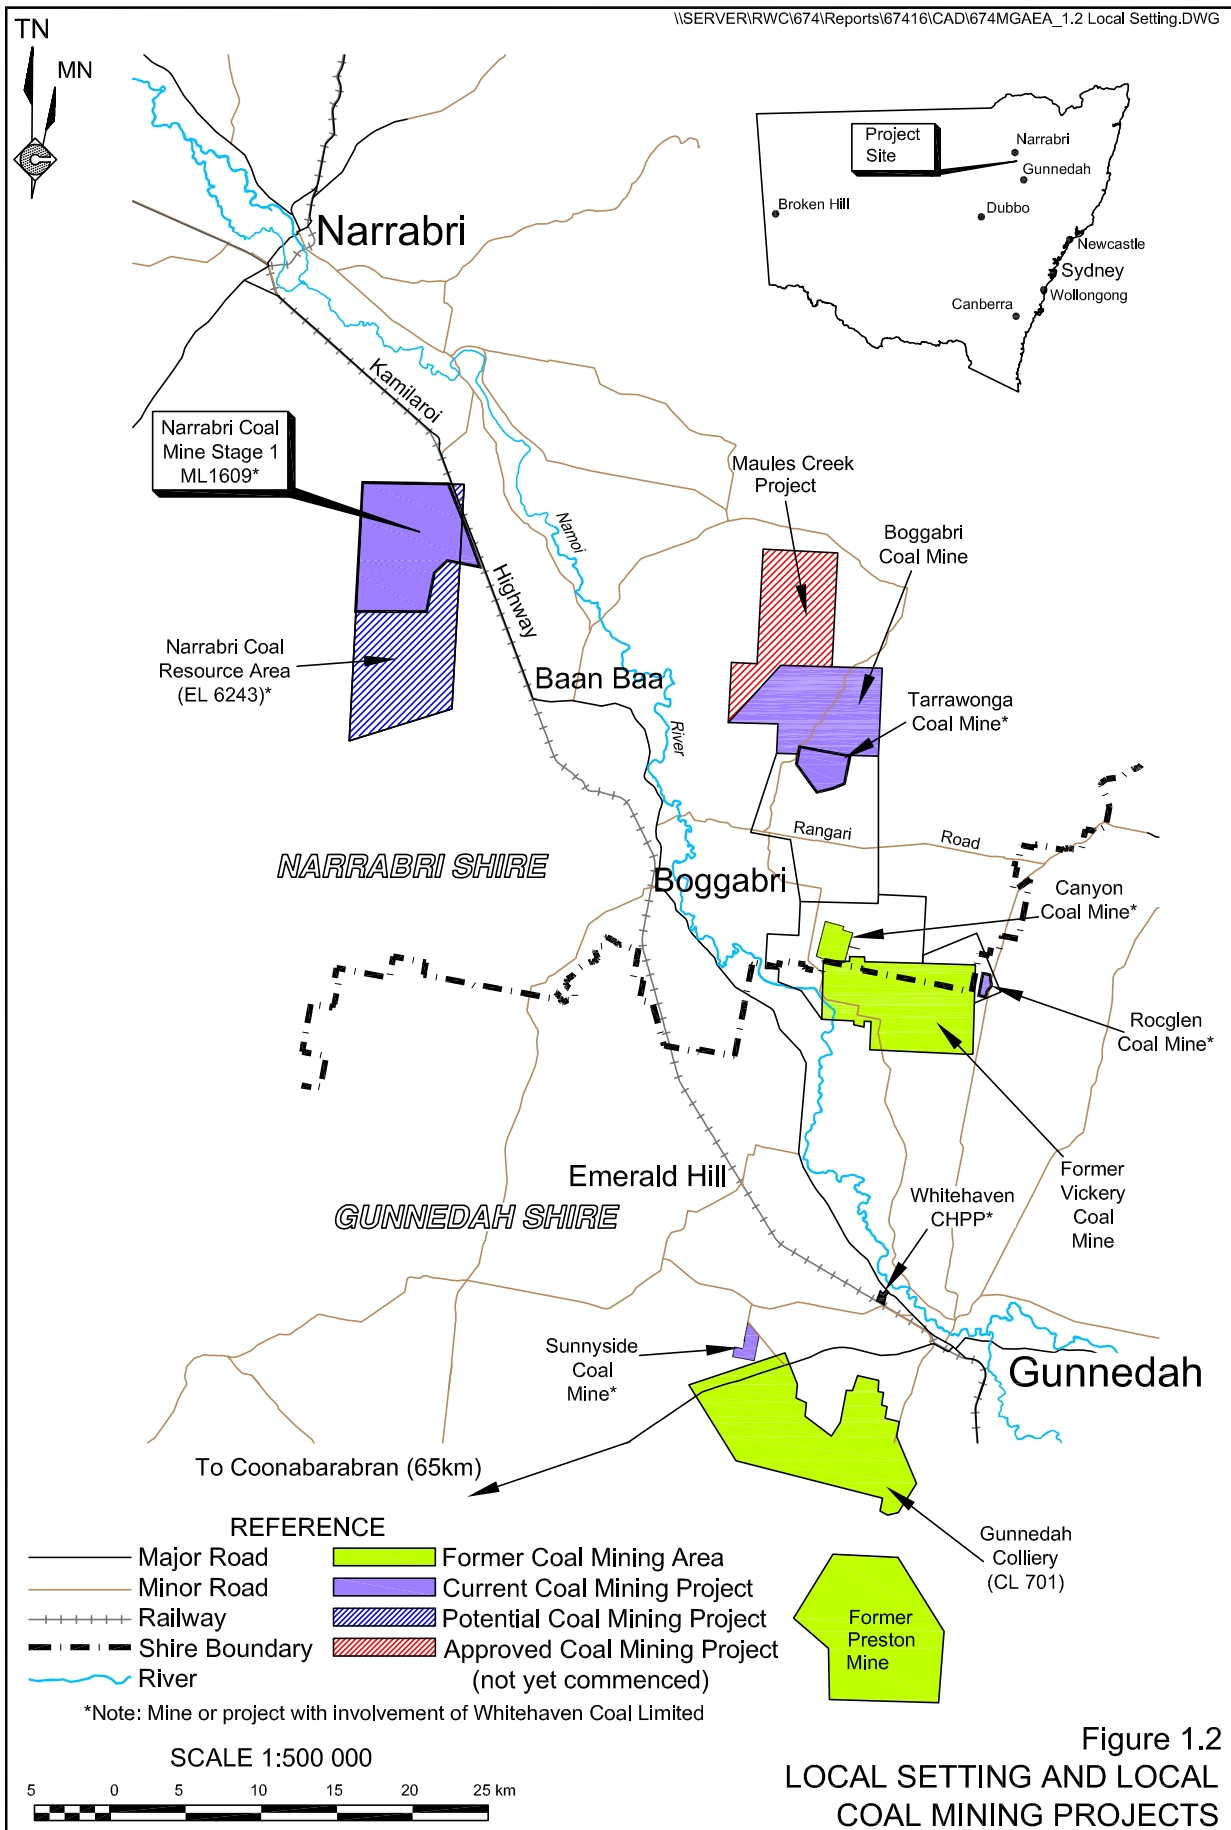 \\SERVER\RWC\674\Reports\67416\CAD\674MGAEA_1.2 Local Setting.DWG
TN
MN
Project
Site
Narrabri
Gunnedah
Broken Hill
Dubbo
Newcastle
Sydney
Wollongong
Canberra
Narrabri
Kamilaroi
Highway
Narrabri Coal
Mine Stage 1
ML1609*
Maules Creek
Project
Boggabri
Coal Mine
Namoi
River
Narrabri Coal
Resource Area
(EL 6243)*
Baan Baa
Tarrawonga
Coal Mine*
Rangari
Road
NARRABRI SHIRE
Boggabri
Canyon
Coal Mine*
Rocglen
Coal Mine*
Emerald Hill
GUNNEDAH SHIRE
Whitehaven
CHPP*
Former
Vickery
Coal
Mine
Sunnyside
Coal
Mine*
Gunnedah
To Coonabarabran (65km)
Gunnedah
Colliery
(CL 701)
Former
Preston
Mine
REFERENCE
Major Road
Minor Road
Railway
Shire Boundary
River
Former Coal Mining Area
Current Coal Mining Project
Potential Coal Mining Project
Approved Coal Mining Project
(not yet commenced)
*Note: Mine or project with involvement of Whitehaven Coal Limited
SCALE 1:500 000
5 0 5 10 15 20 25 km
Figure 1.2
LOCAL SETTING AND LOCAL
COAL MINING PROJECTS